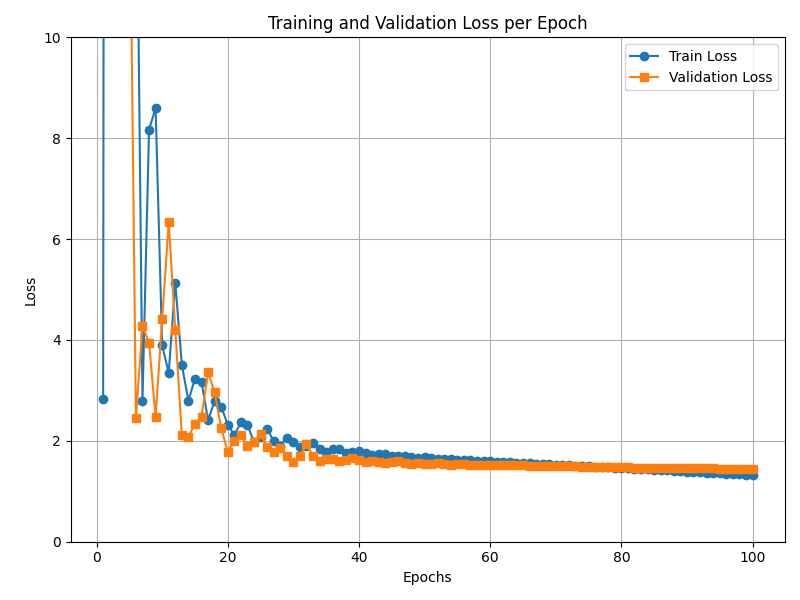 Training and Validation Loss per Epoch
10
8
6
4
2
0
Loss
Train Loss
Validation Loss
0 20 40 60 80 100
Epochs